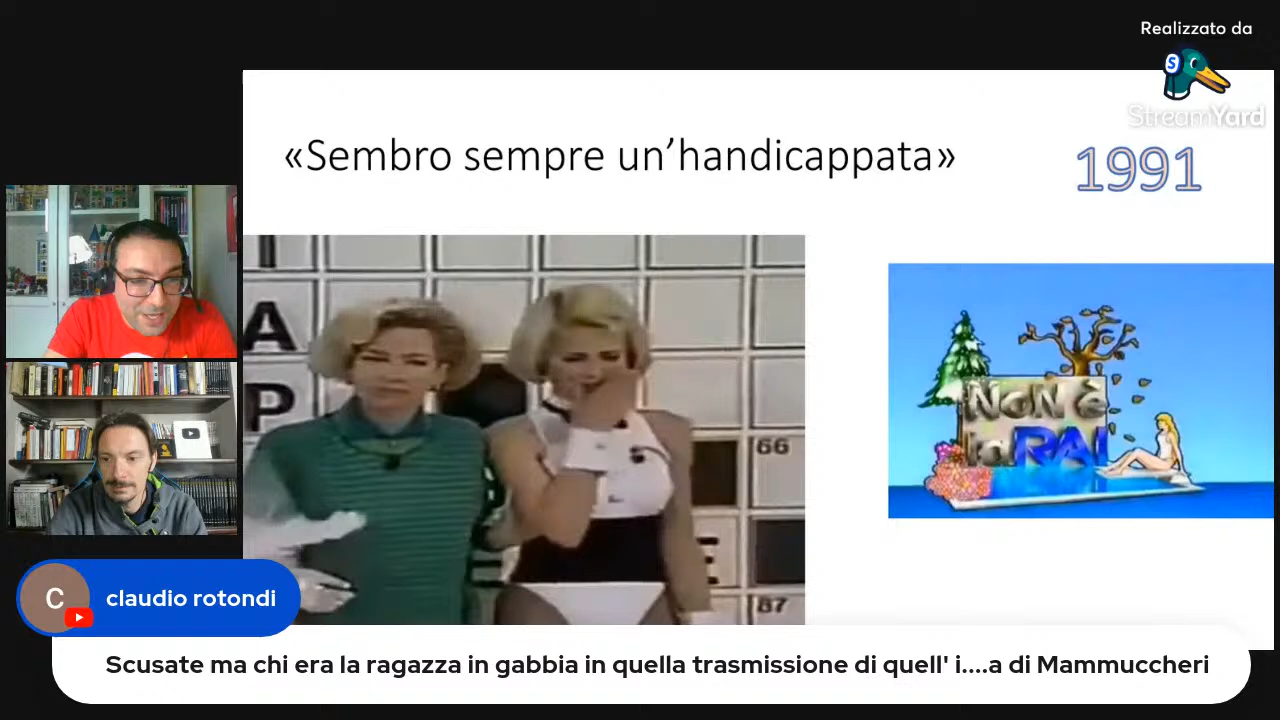 Realizzato da
S
StreamYard
«Sembro sempre un’handicappata»
1991
I
A
P
66
E
87
NoN è
la RAI
C
claudio rotondi
Scusate ma chi era la ragazza in gabbia in quella trasmissione di quell' i....a di Mammuccheri